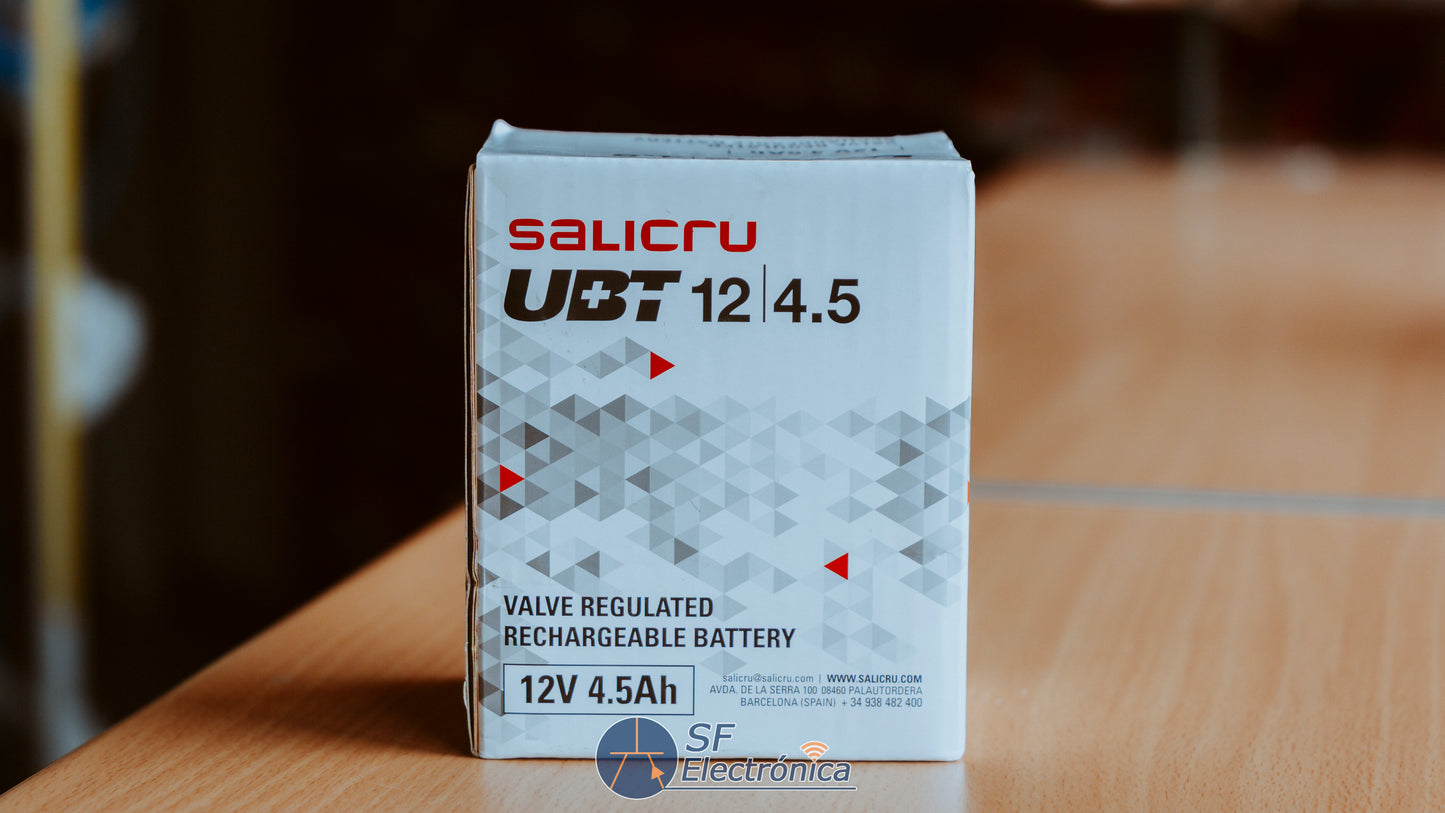 SALICRU
UBT 12|4.5
VALVE REGULATED
RECHARGEABLE BATTERY
12V 4.5Ah
salicru@salicru.com | WWW.SALICRU.COM
AVDA. DE LA SERRA 100 08460 PALAUTORDERA
BARCELONA (SPAIN) + 34 938 482 400
SF
Electrónica